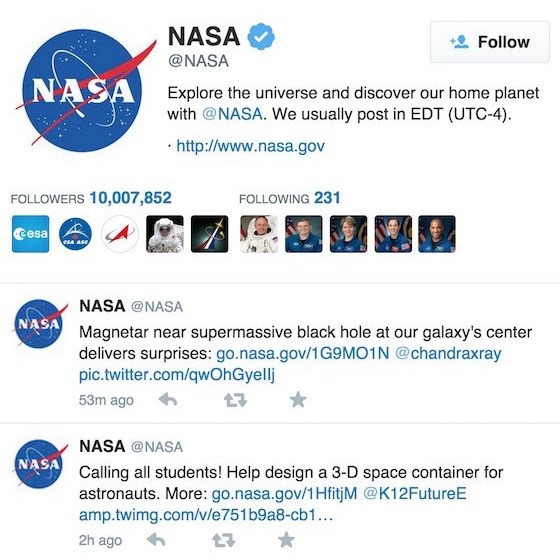 NASA
NASA
@NASA
Follow
Explore the universe and discover our home planet
with @NASA. We usually post in EDT (UTC-4).
· http://www.nasa.gov
FOLLOWERS 10,007,852 FOLLOWING 231
esa
CSA ASC
NASA
NASA @NASA
Magnetar near supermassive black hole at our galaxy's center
delivers surprises: go.nasa.gov/1G9MO1N @chandraxray
pic.twitter.com/qwOhGyeIIj
53m ago
NASA
NASA @NASA
Calling all students! Help design a 3-D space container for
astronauts. More: go.nasa.gov/1HfitjM @K12FutureE
amp.twimg.com/v/e751b9a8-cb1…
2h ago